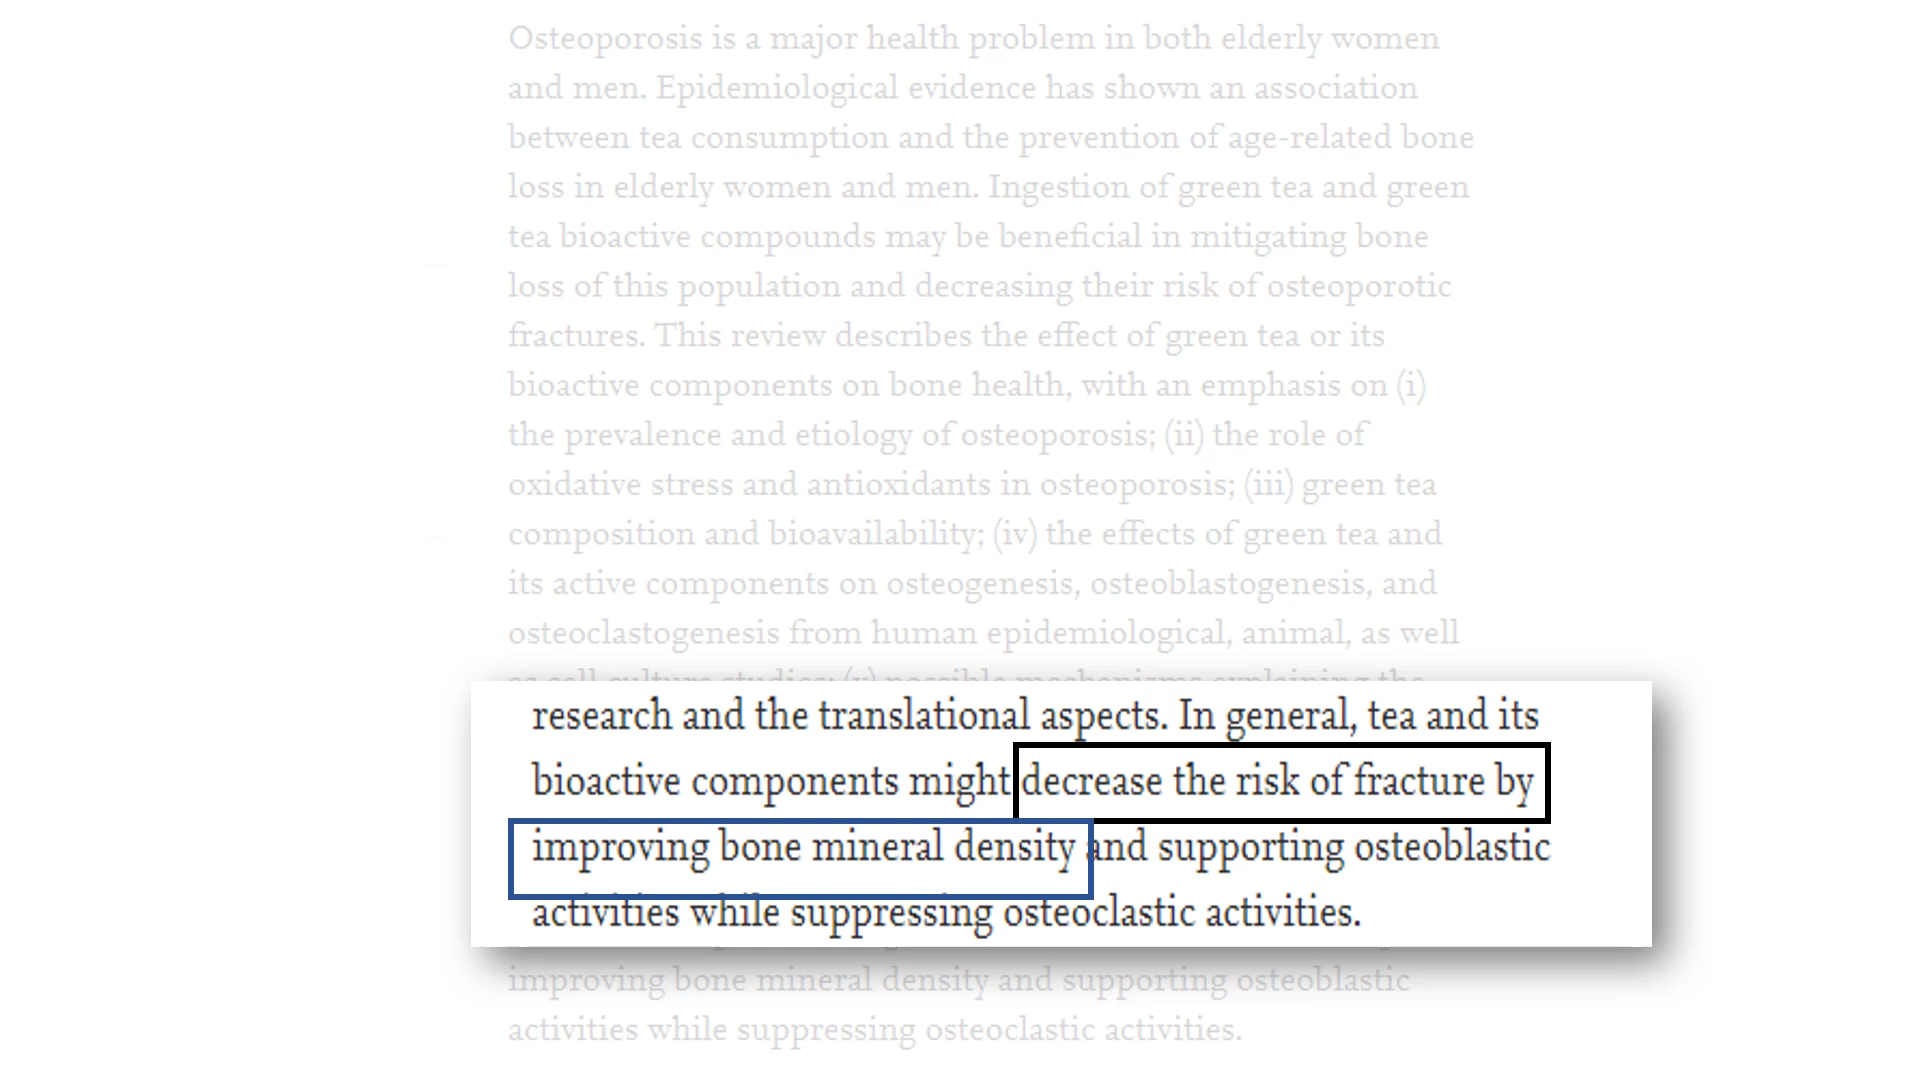 Osteoporosis is a major health problem in both elderly women
and men. Epidemiological evidence has shown an association
between tea consumption and the prevention of age-related bone
loss in elderly women and men. Ingestion of green tea and green
tea bioactive compounds may be beneficial in mitigating bone
loss of this population and decreasing their risk of osteoporotic
fractures. This review describes the effect of green tea or its
bioactive components on bone health, with an emphasis on (i)
the prevalence and etiology of osteoporosis; (ii) the role of
oxidative stress and antioxidants in osteoporosis; (iii) green tea
composition and bioavailability; (iv) the effects of green tea and
its active components on osteogenesis, osteoblastogenesis, and
osteoclastogenesis from human epidemiological, animal, as well
as cell culture studies; (v) possible mechanisms explaining the
research and the translational aspects. In general, tea and its
bioactive components might decrease the risk of fracture by
improving bone mineral density and supporting osteoblastic
activities while suppressing osteoclastic activities.
improving bone mineral density and supporting osteoblastic
activities while suppressing osteoclastic activities.